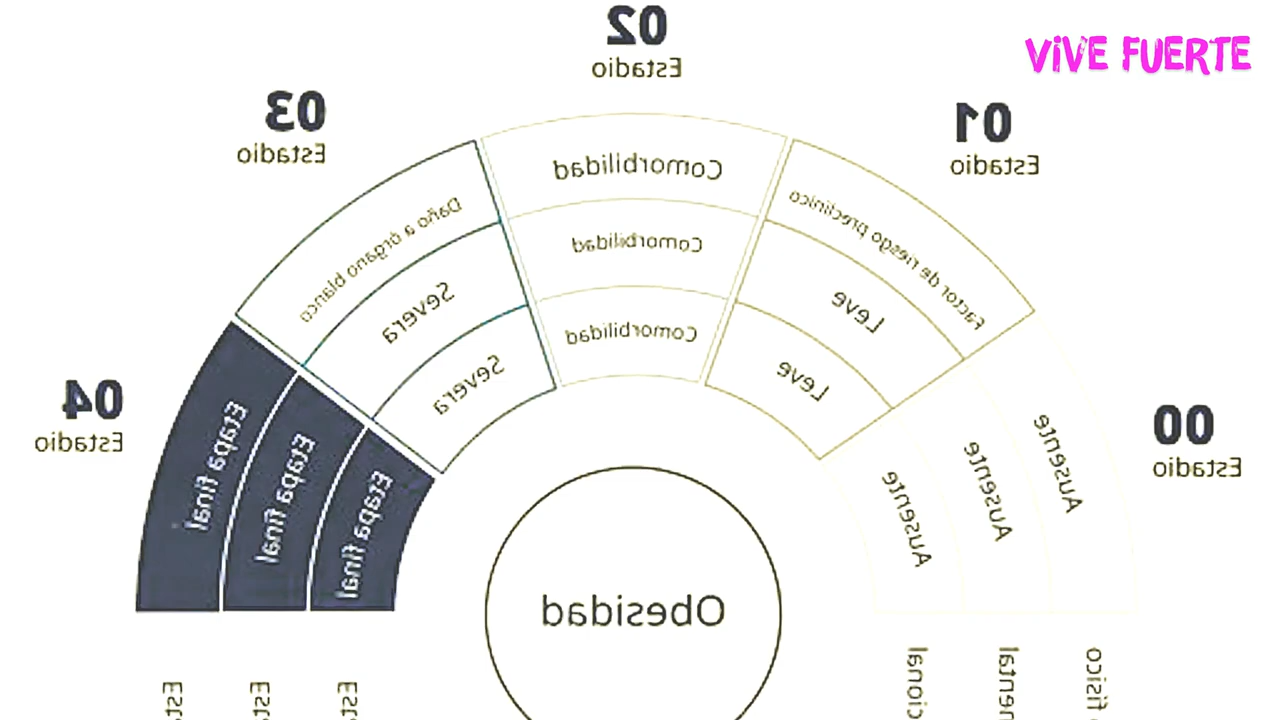 ViVE FUERTE
02
Estadio
03
Estadio
01
Estadio
04
Estadio
00
Estadio
Comorbilidad
Comorbilidad
Comorbilidad
Daño a órgano blanco
Severa
Severa
Factor de riesgo preclínico
Leve
Leve
Etapa final
Etapa final
Etapa final
Ausente
Ausente
Ausente
Obesidad